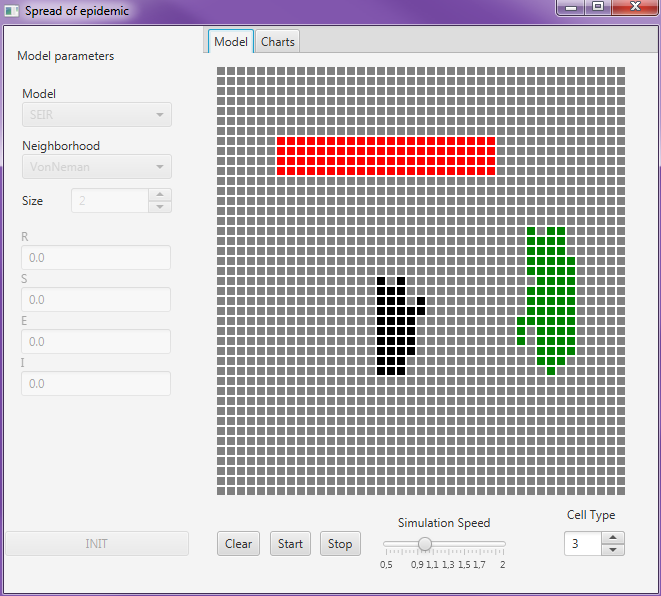 Spread of epidemic
Model parameters
Model
SEIR
Neighborhood
VonNeman
Size
2
R
0.0
S
0.0
E
0.0
I
0.0
INIT
Model Charts
Clear Start Stop
Simulation Speed
0,5 0,9 1,1 1,3 1,5 1,7 2
Cell Type
3